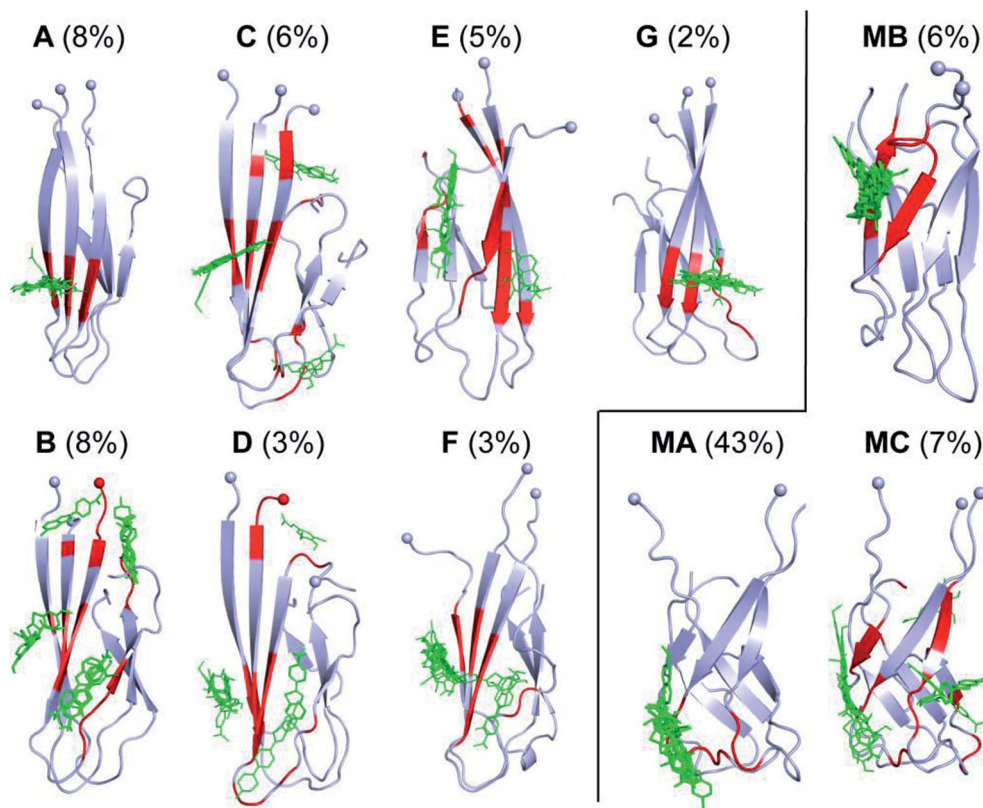 A (8%)
C (6%)
E (5%)
G (2%)
MB (6%)
B (8%)
D (3%)
F (3%)
MA (43%)
MC (7%)